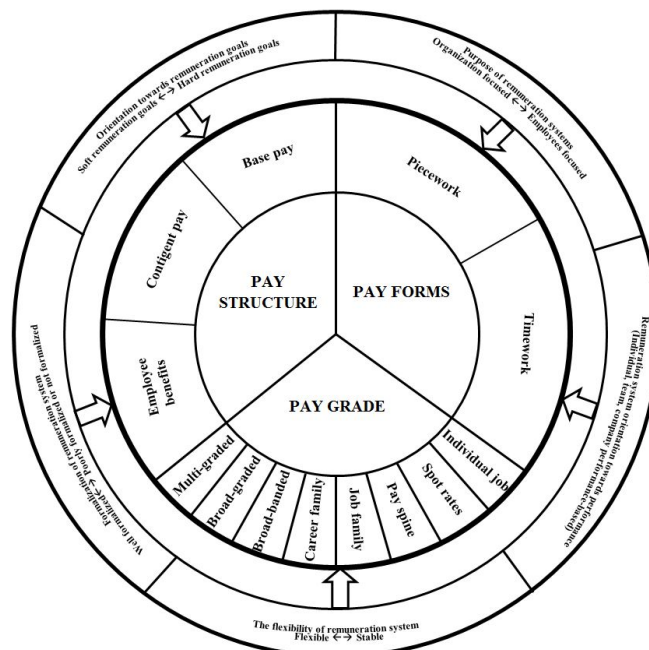 Orientation towards remuneration goals
Soft remuneration goals ←→ Hard remuneration goals
Purpose of remuneration systems
Organization focused ←→ Employees focused
Base pay
Piecework
Contigent pay
PAY
STRUCTURE
PAY FORMS
Timework
Employee
benefits
PAY GRADE
Multi-graded
Broad-graded
Broad-banded
Career family
Job family
Pay spine
Spot rates
Individual job
Formalization of remuneration system
Well formalized←→ Poorly formalized or not formalized
Remuneration system orientation towards performance
(Individual, team, company performance-based)
The flexibility of remuneration system
Flexible ←→ Stable